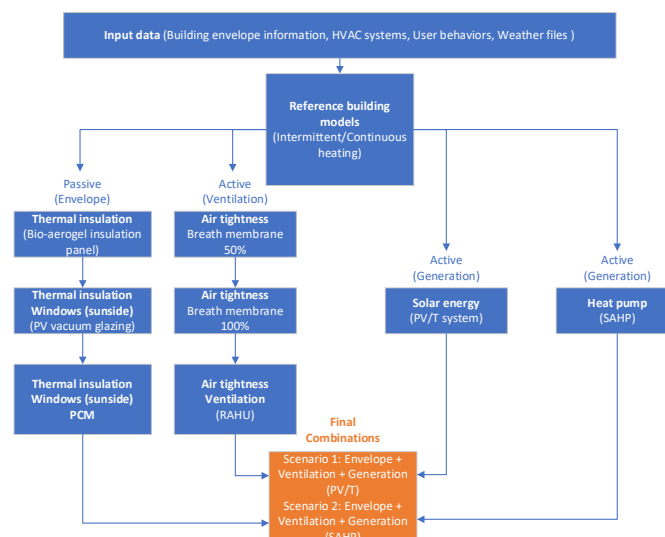 Input data (Building envelope information, HVAC systems, User behaviors, Weather files )
Reference building
models
(Intermittent/Continuous
heating)
Passive
(Envelope)
Thermal insulation
(Bio-aerogel insulation
panel)
Thermal insulation
Windows (sunside)
(PV vacuum glazing)
Thermal insulation
Windows (sunside)
PCM
Active
(Ventilation)
Air tightness
Breath membrane
50%
Air tightness
Breath membrane
100%
Air tightness
Ventilation
(RAHU)
Active
(Generation)
Solar energy
(PV/T system)
Active
(Generation)
Heat pump
(SAHP)
Final
Combinations
Scenario 1: Envelope +
Ventilation + Generation
(PV/T)
Scenario 2: Envelope +
Ventilation + Generation
(SAHP)